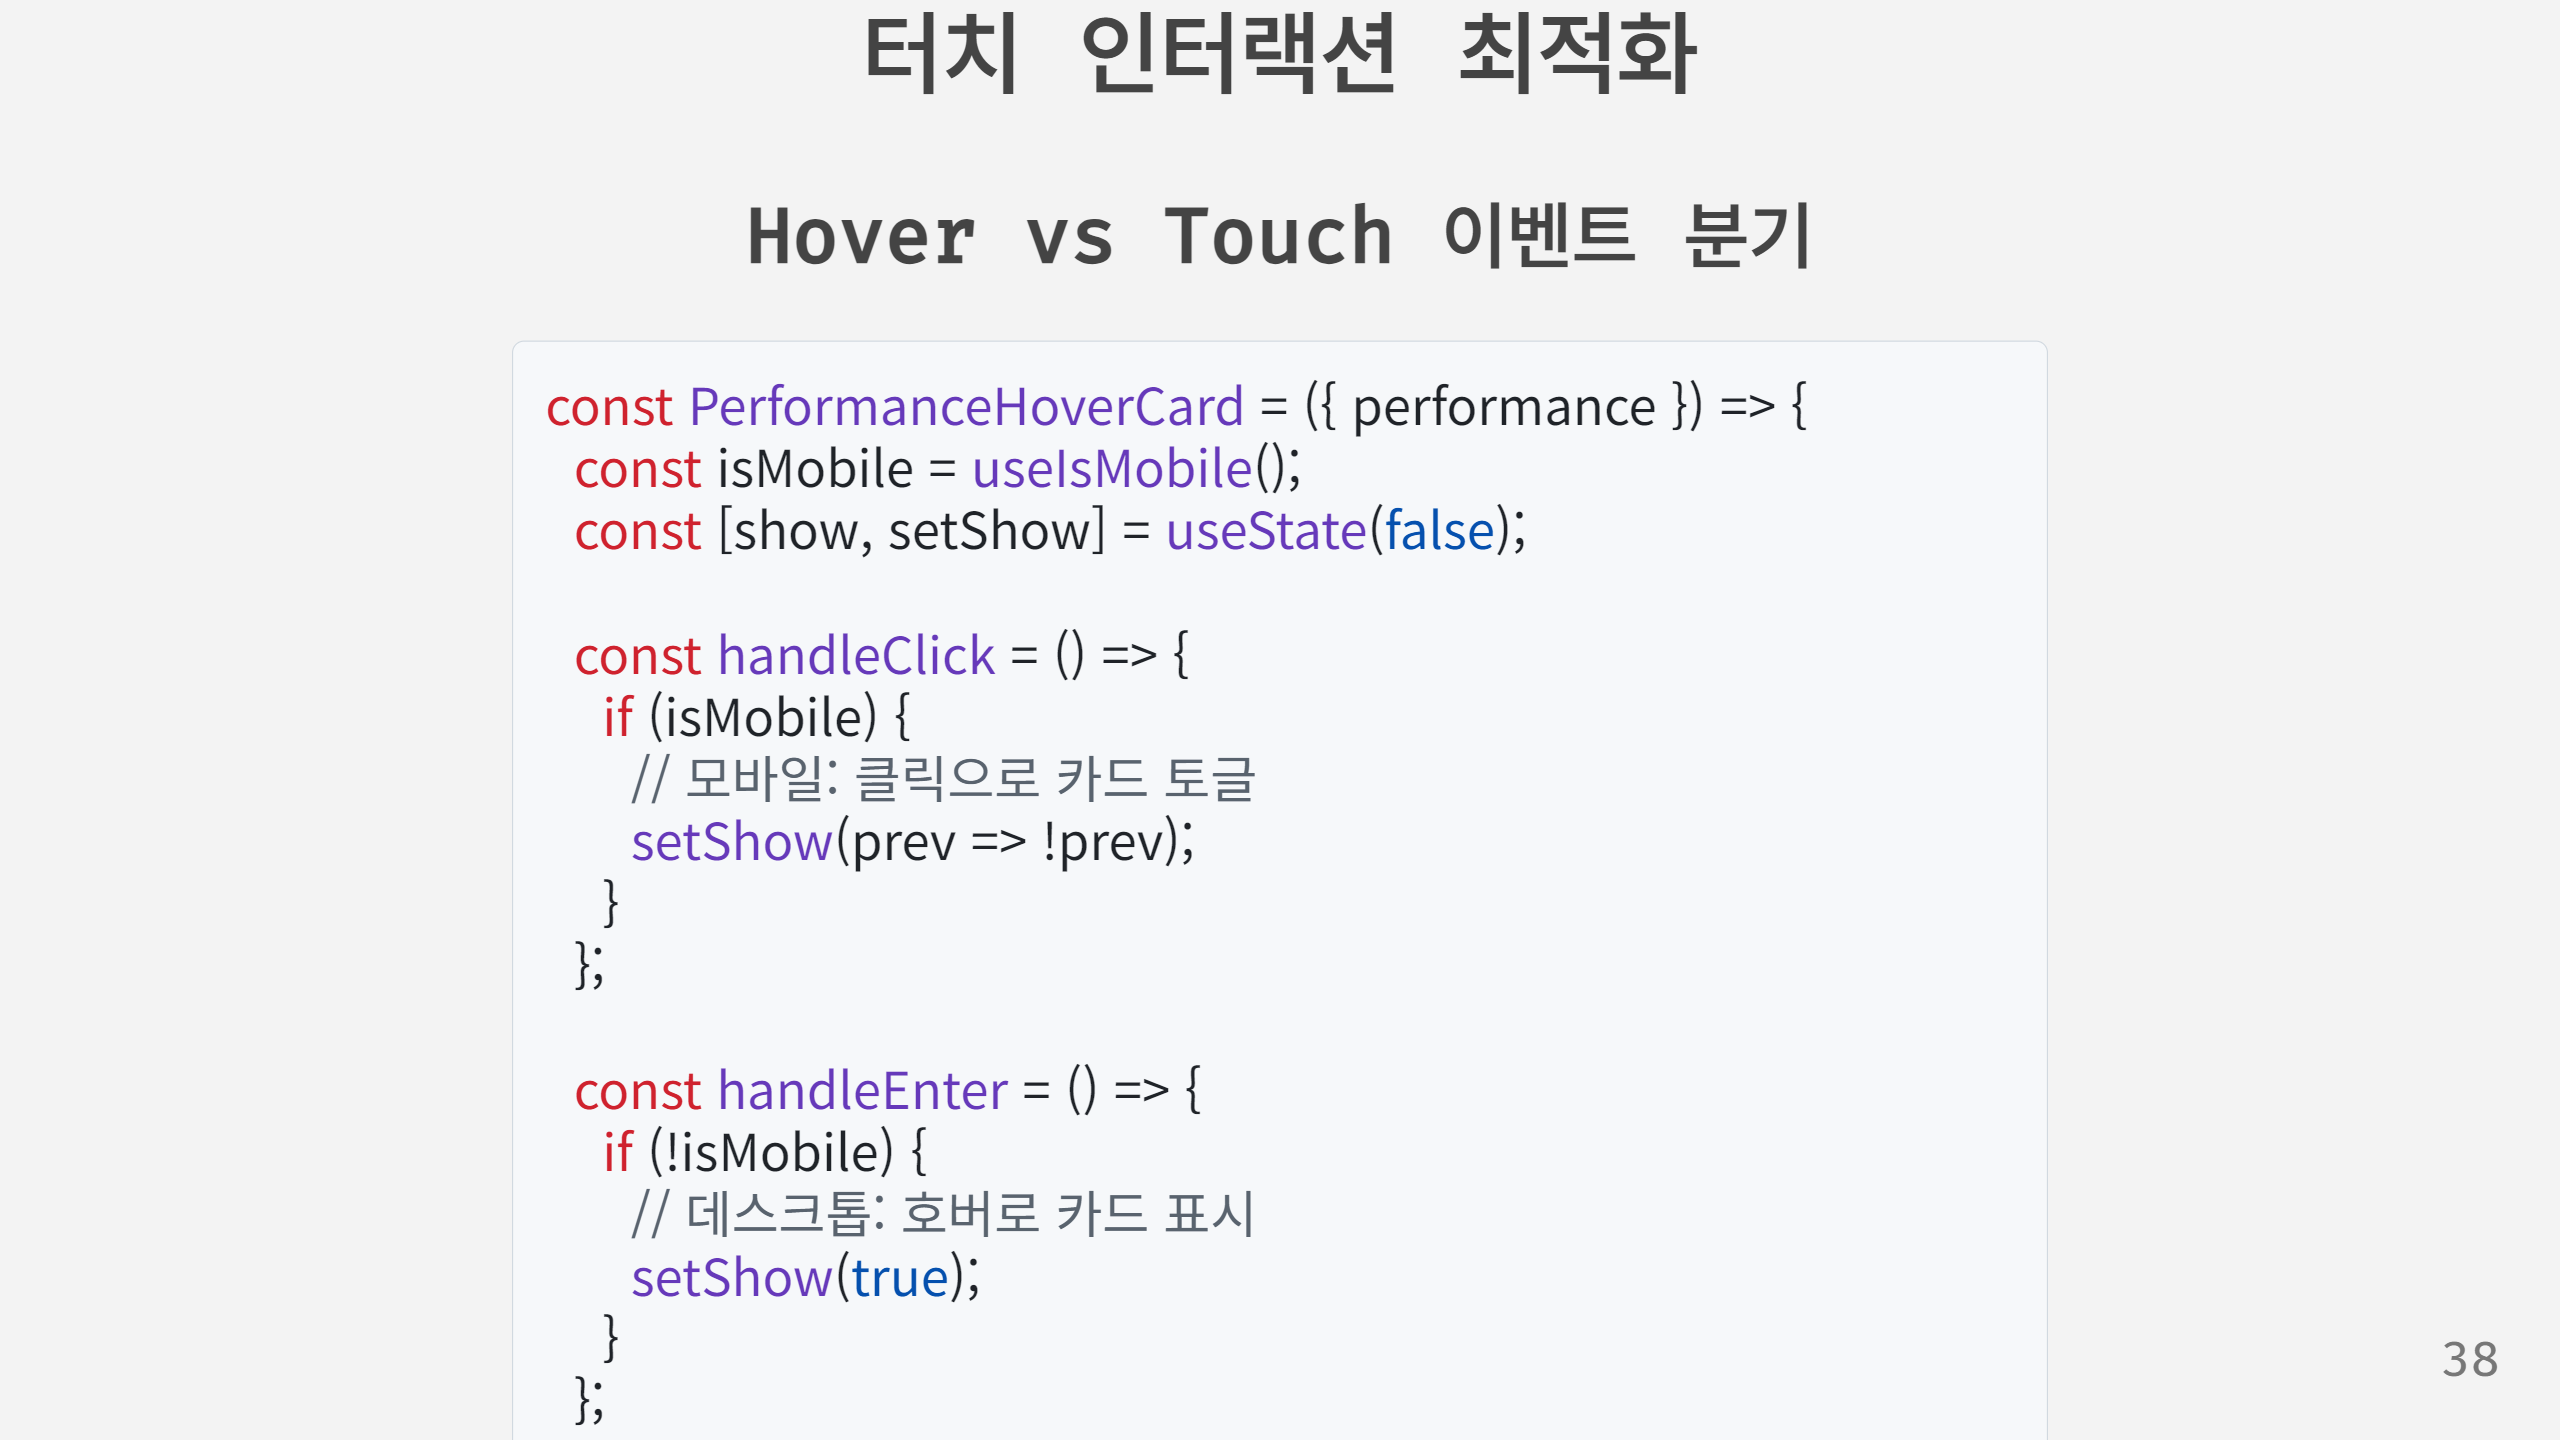 터치 인터랙션 최적화
Hover vs Touch 이벤트 분기
const PerformanceHoverCard = ({ performance }) => {
  const isMobile = useIsMobile();
  const [show, setShow] = useState(false);

  const handleClick = () => {
    if (isMobile) {
      // 모바일: 클릭으로 카드 토글
      setShow(prev => !prev);
    }
  };

  const handleEnter = () => {
    if (!isMobile) {
      // 데스크톱: 호버로 카드 표시
      setShow(true);
    }
  };
38